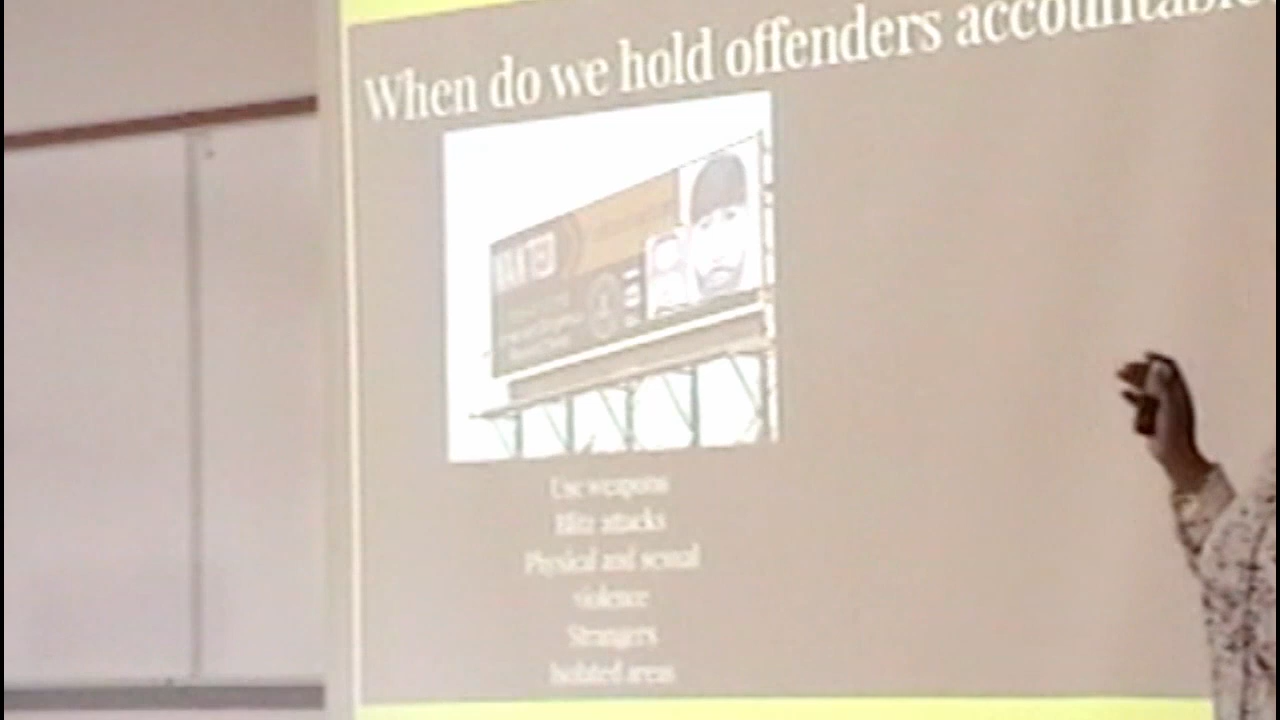 When do we hold offenders accountable
WANTED
Use weapons
Blitz attacks
Physical and sexual
violence
Strangers
Isolated areas